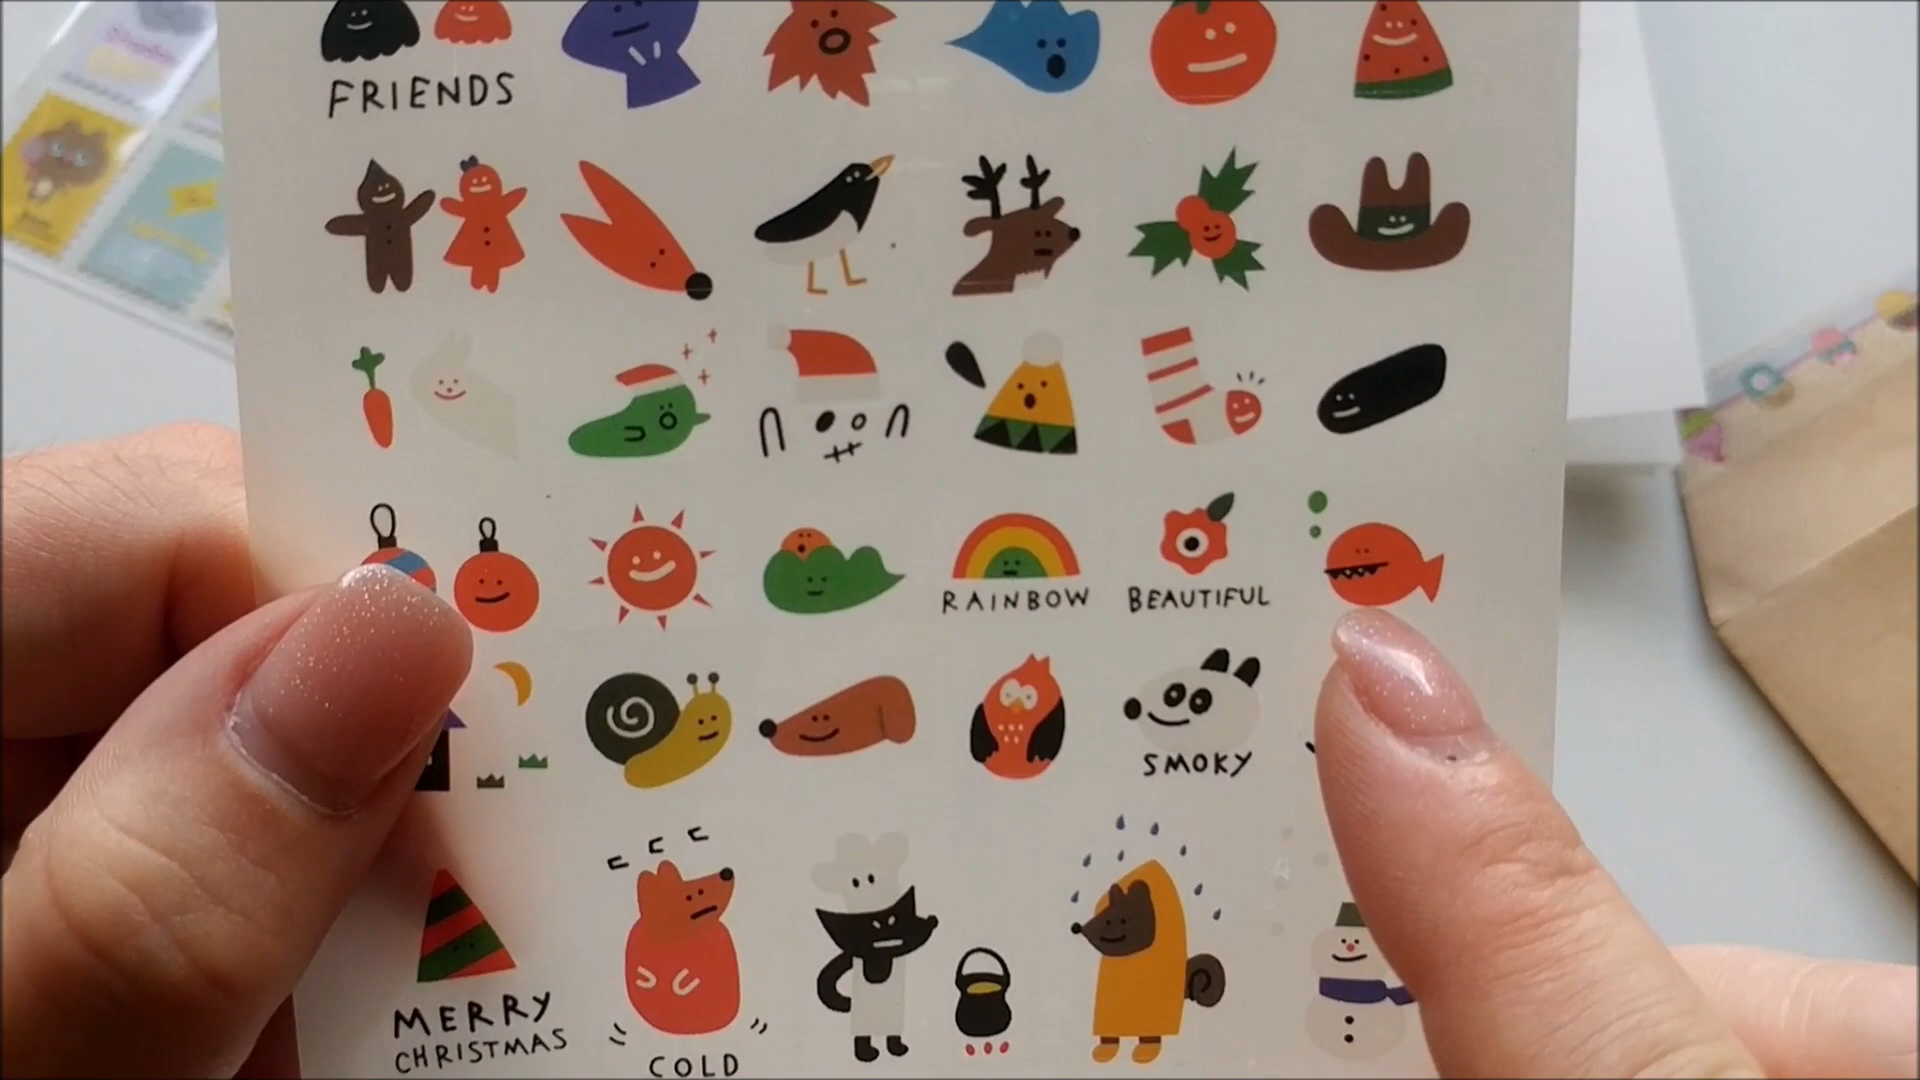 FRIENDS
RAINBOW
BEAUTIFUL
SMOKY
MERRY
CHRISTMAS
COLD